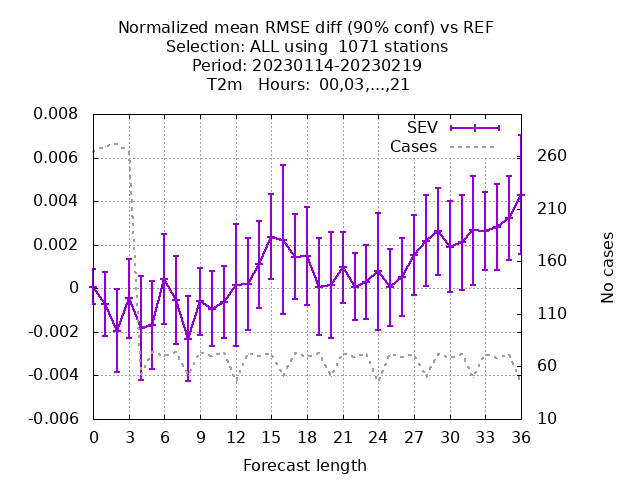 Normalized mean RMSE diff (90% conf) vs REF
Selection: ALL using  1071 stations
Period: 20230114-20230219
T2m   Hours:  00,03,...,21
SEV
Cases
0.008
0.006
0.004
0.002
0
-0.002
-0.004
-0.006
260
210
160
110
60
10
No cases
0 3 6 9 12 15 18 21 24 27 30 33 36
Forecast length